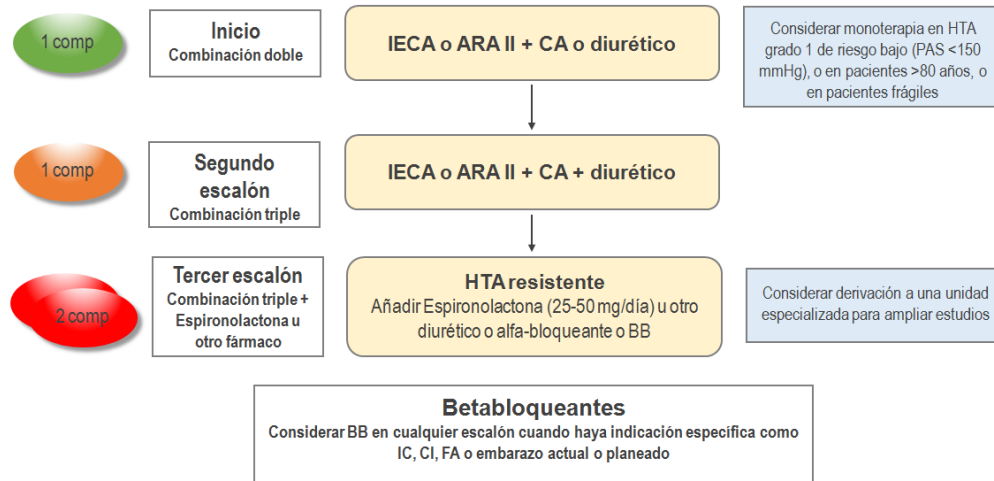 1 comp
Inicio
Combinación doble
IECA o ARA II + CA o diurético
Considerar monoterapia en HTA
grado 1 de riesgo bajo (PAS <150
mmHg), o en pacientes >80 años, o
en pacientes frágiles
1 comp
Segundo
escalón
Combinación triple
IECA o ARA II + CA + diurético
2 comp
Tercer escalón
Combinación triple +
Espironolactona u
otro fármaco
HTA resistente
Añadir Espironolactona (25-50 mg/día) u otro
diurético o alfa-bloqueante o BB
Considerar derivación a una unidad
especializada para ampliar estudios
Betabloqueantes
Considerar BB en cualquier escalón cuando haya indicación específica como
IC, CI, FA o embarazo actual o planeado